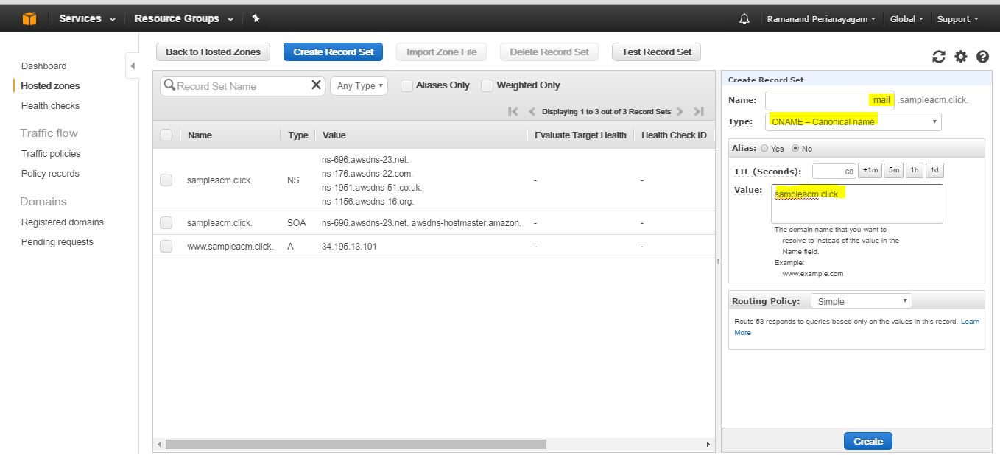 Services
Resource Groups
Ramanand Perianayagam
Global
Support
Dashboard
Hosted zones
Health checks
Traffic flow
Traffic policies
Policy records
Domains
Registered domains
Pending requests
Back to Hosted Zones
Create Record Set
Import Zone File
Delete Record Set
Test Record Set
Record Set Name
Any Type
Aliases Only
Weighted Only
Displaying 1 to 3 out of 3 Record Sets
Name Type Value Evaluate Target Health Health Check ID
sampleacm.click. NS
ns-696.awsdns-23.net.
ns-176.awsdns-22.com.
ns-1951.awsdns-51.co.uk.
ns-1156.awsdns-16.org.
- -
sampleacm.click. SOA ns-696.awsdns-23.net. awsdns-hostmaster.amazon. - -
www.sampleacm.click. A 34.195.13.101 - -
Create Record Set
Name: mail .sampleacm.click.
Type: CNAME – Canonical name
Alias: Yes No
TTL (Seconds): 60 +1m 5m 1h 1d
Value: sampleacm.click
The domain name that you want to
resolve to instead of the value in the
Name field.
Example:
www.example.com
Routing Policy: Simple
Route 53 responds to queries based only on the values in this record. Learn
More
Create